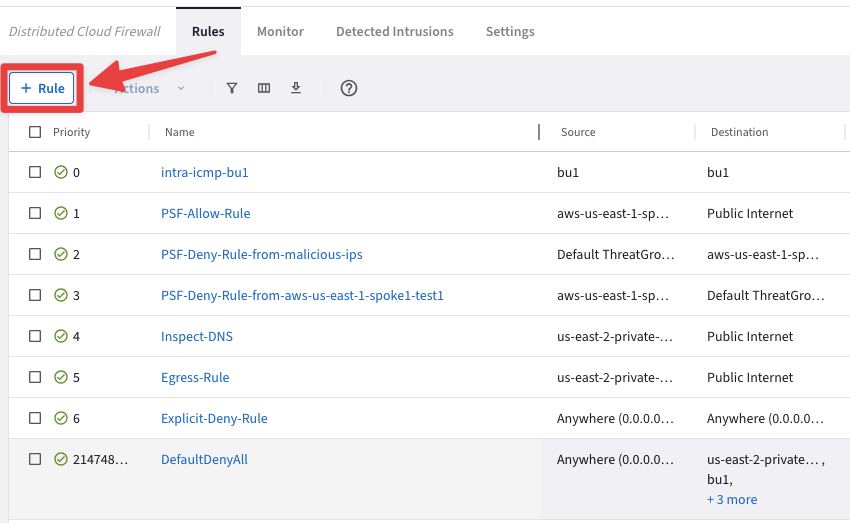 Distributed Cloud Firewall Rules Monitor Detected Intrusions Settings
+ Rule Actions
Priority Name Source Destination
0 intra-icmp-bu1 bu1 bu1
1 PSF-Allow-Rule aws-us-east-1-sp… Public Internet
2 PSF-Deny-Rule-from-malicious-ips Default ThreatGro… aws-us-east-1-sp…
3 PSF-Deny-Rule-from-aws-us-east-1-spoke1-test1 aws-us-east-1-sp… Default ThreatGro…
4 Inspect-DNS us-east-2-private-… Public Internet
5 Egress-Rule us-east-2-private-… Public Internet
6 Explicit-Deny-Rule Anywhere (0.0.0.0… Anywhere (0.0.0.0…
214748… DefaultDenyAll Anywhere (0.0.0.0… us-east-2-private… ,
bu1,
+ 3 more